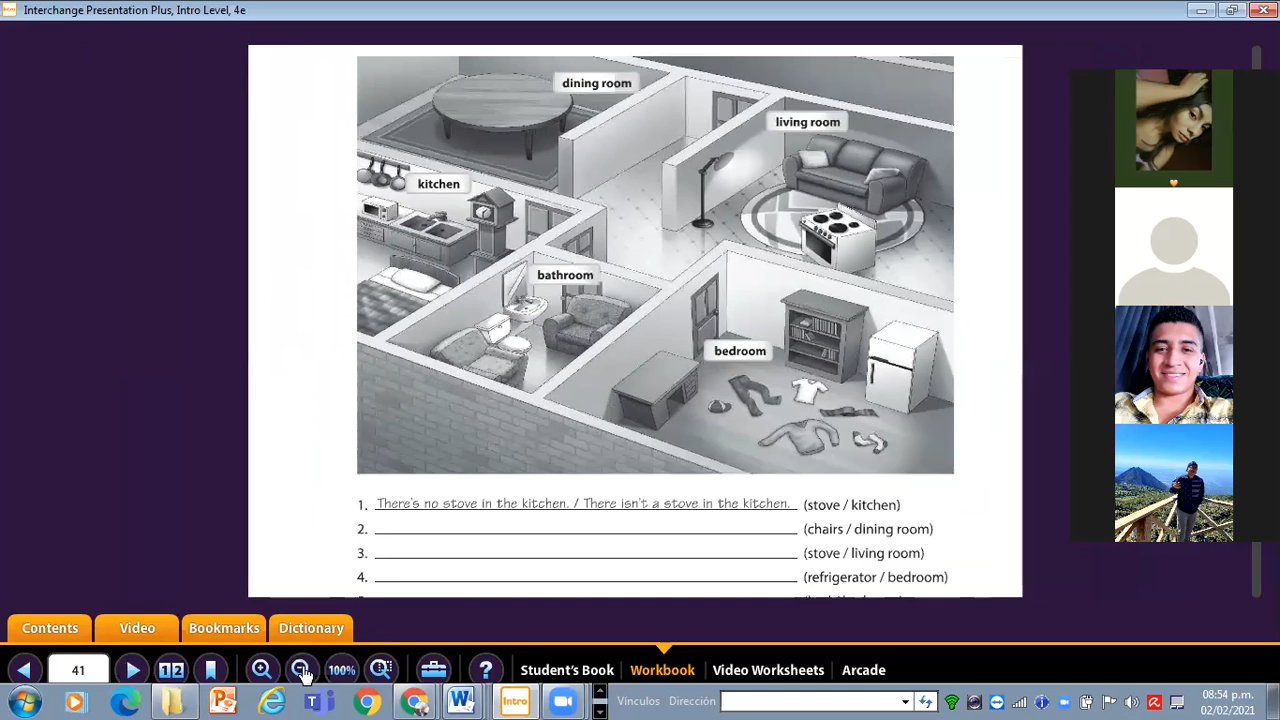 Interchange Presentation Plus, Intro Level, 4e
dining room
living room
kitchen
bathroom
bedroom
1. There's no stove in the kitchen. / There isn't a stove in the kitchen. (stove / kitchen)
2. (chairs / dining room)
3. (stove / living room)
4. (refrigerator / bedroom)
Contents Video Bookmarks Dictionary
41 12 100% ? Student's Book Workbook Video Worksheets Arcade
Intro Vínculos Dirección 08:54 p.m.
02/02/2021